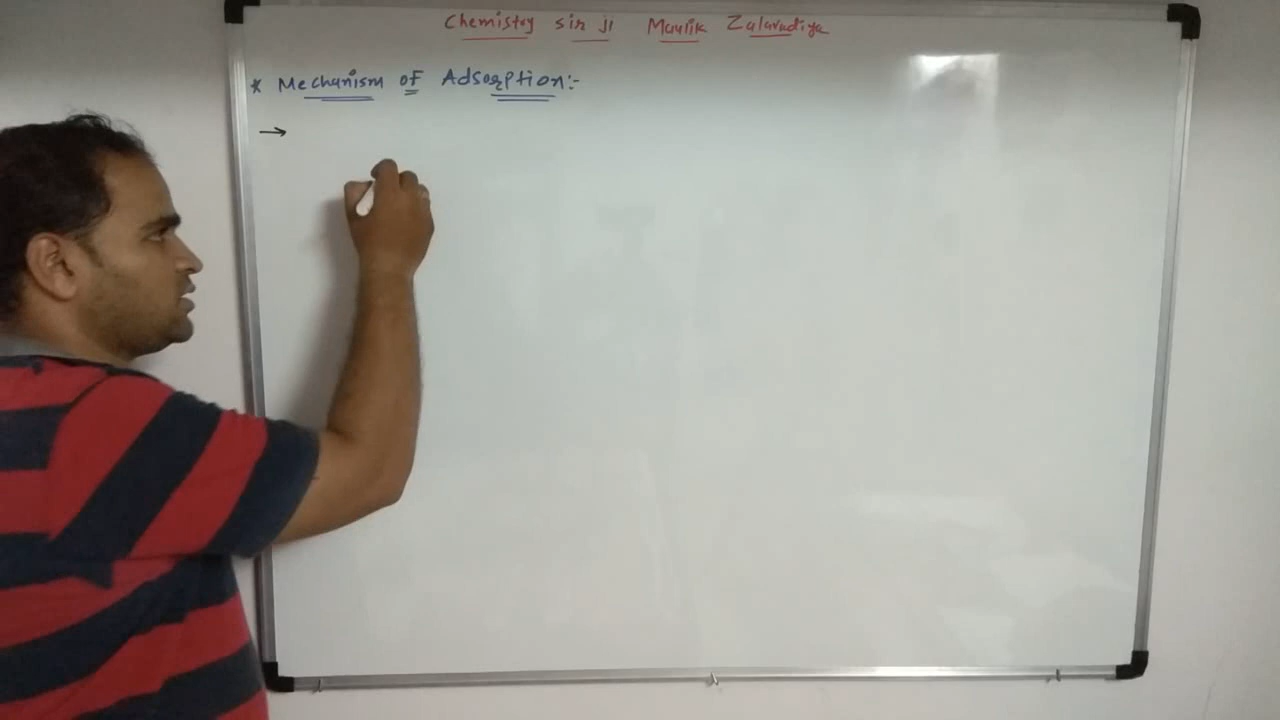 Chemistry sir ji Maulik Zalavadiya
* Mechanism of Adsorption:-
→